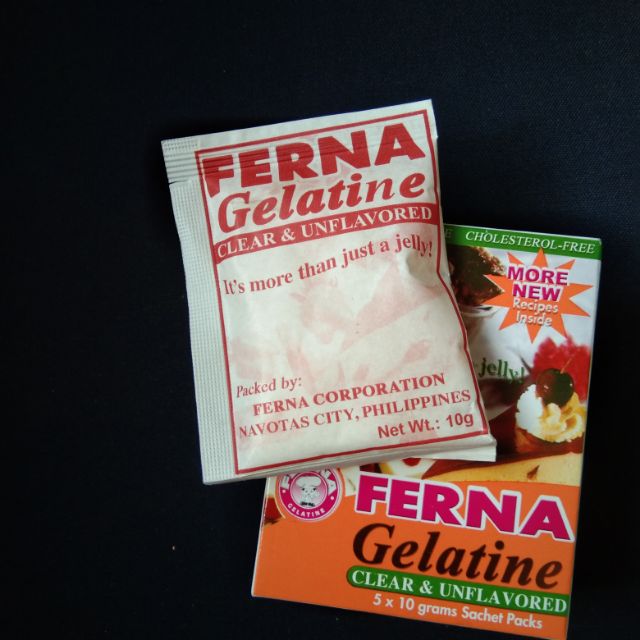 FERNA
Gelatine
CLEAR & UNFLAVORED
It's more than just a jelly!
Packed by:
FERNA CORPORATION
NAVOTAS CITY, PHILIPPINES
Net Wt.: 10g
CHOLESTEROL-FREE
MORE
NEW
Recipes
Inside
jelly!
GELATINE
FERNA
Gelatine
CLEAR & UNFLAVORED
5 x 10 grams Sachet Packs